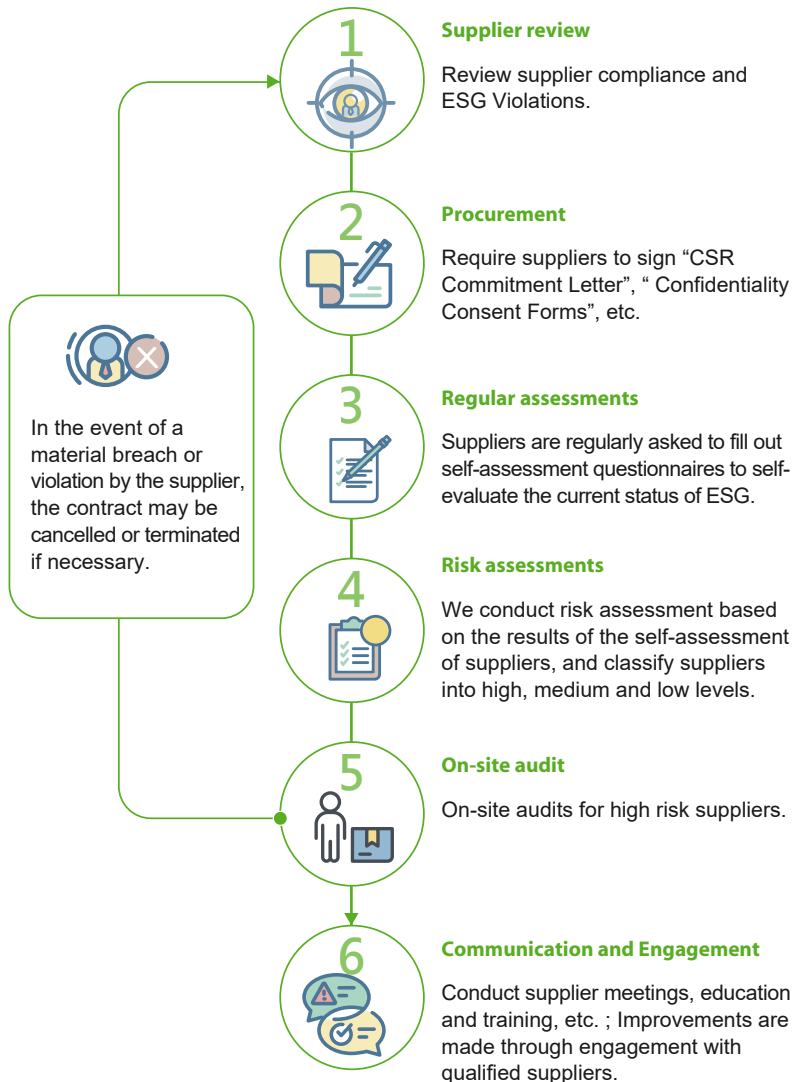 1
Supplier review
Review supplier compliance and
ESG Violations.
2
Procurement
Require suppliers to sign “CSR
Commitment Letter”, “ Confidentiality
Consent Forms”, etc.
In the event of a
material breach or
violation by the supplier,
the contract may be
cancelled or terminated
if necessary.
3
Regular assessments
Suppliers are regularly asked to fill out
self-assessment questionnaires to self-
evaluate the current status of ESG.
4
Risk assessments
We conduct risk assessment based
on the results of the self-assessment
of suppliers, and classify suppliers
into high, medium and low levels.
5
On-site audit
On-site audits for high risk suppliers.
6
Communication and Engagement
Conduct supplier meetings, education
and training, etc. ; Improvements are
made through engagement with
qualified suppliers.